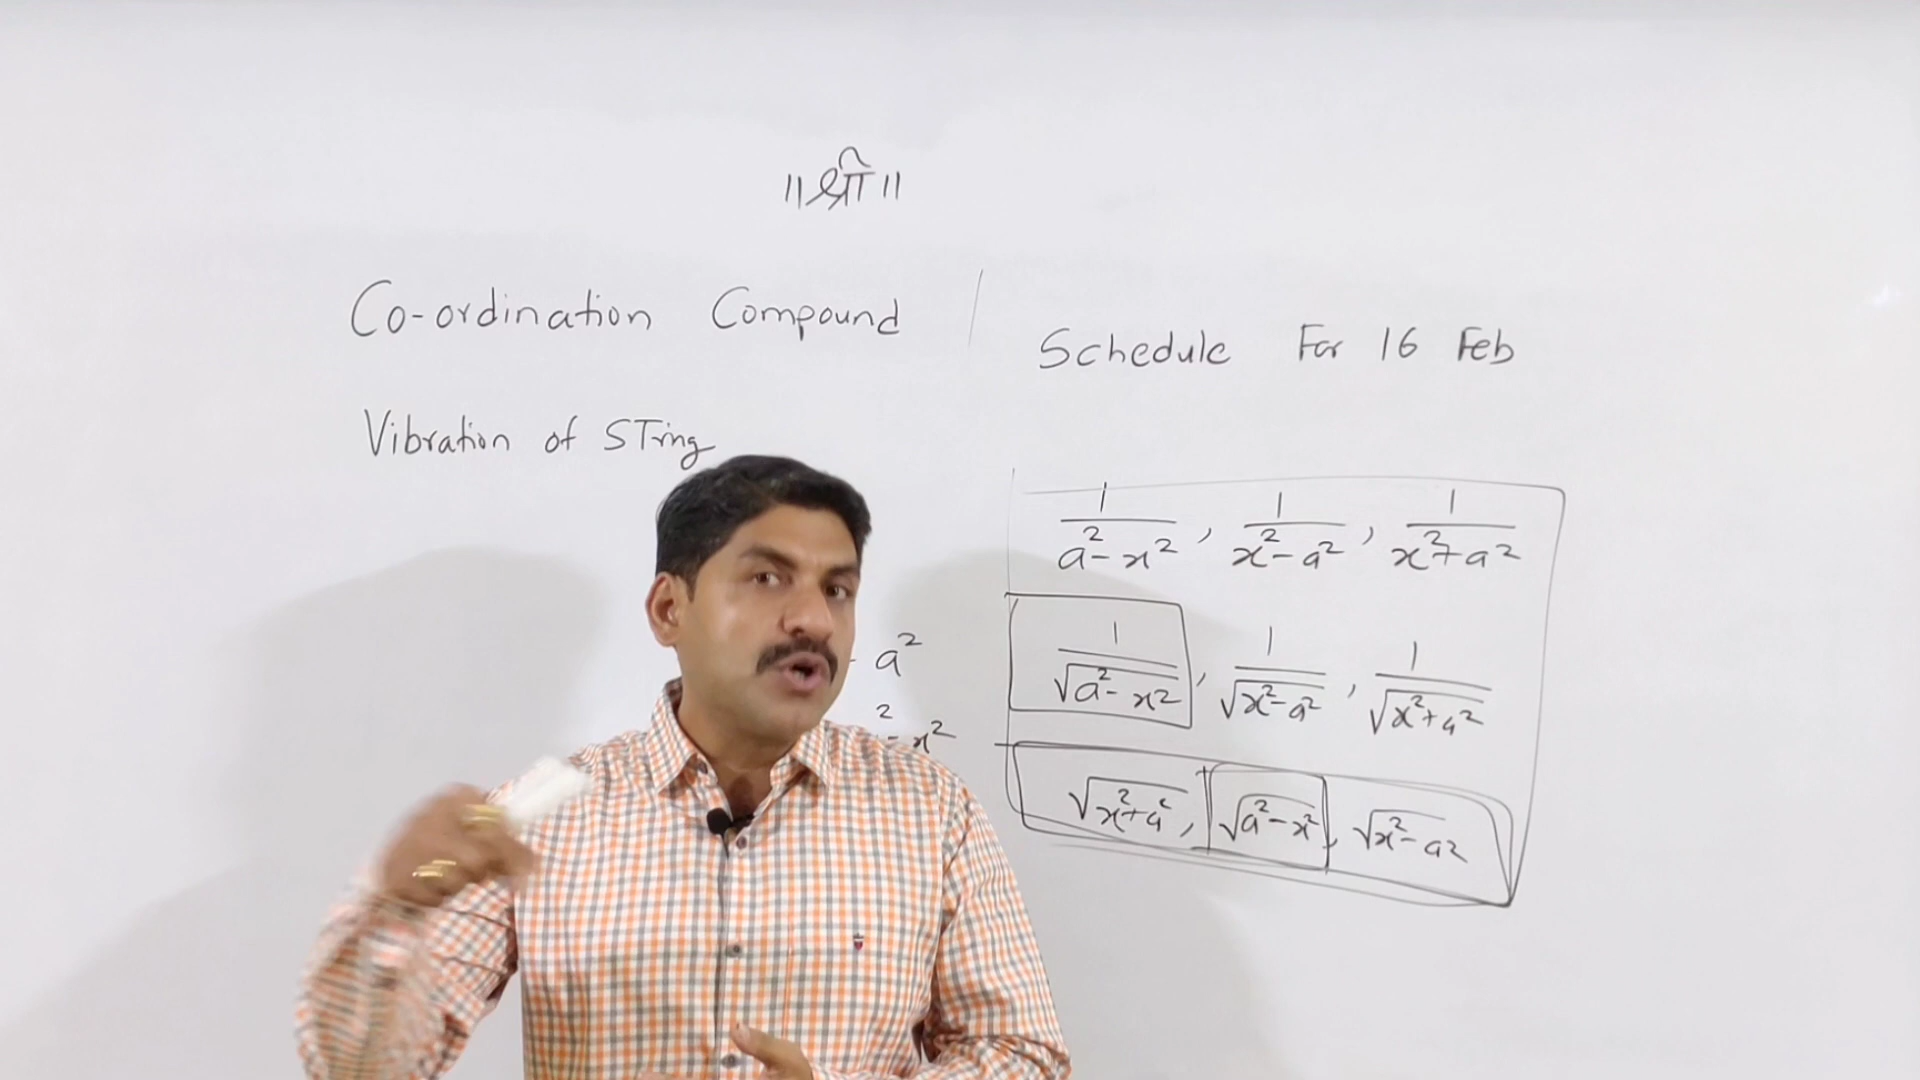 ॥ श्री ॥
Co-ordination Compound
Vibration of STring
- a²
² - x²
Schedule For 16 Feb
1/(a² - x²), 1/(x² - a²), 1/(x² + a²)
1/√(a² - x²), 1/√(x² - a²), 1/√(x² + a²)
√(x² + a²), √(a² - x²), √(x² - a²)